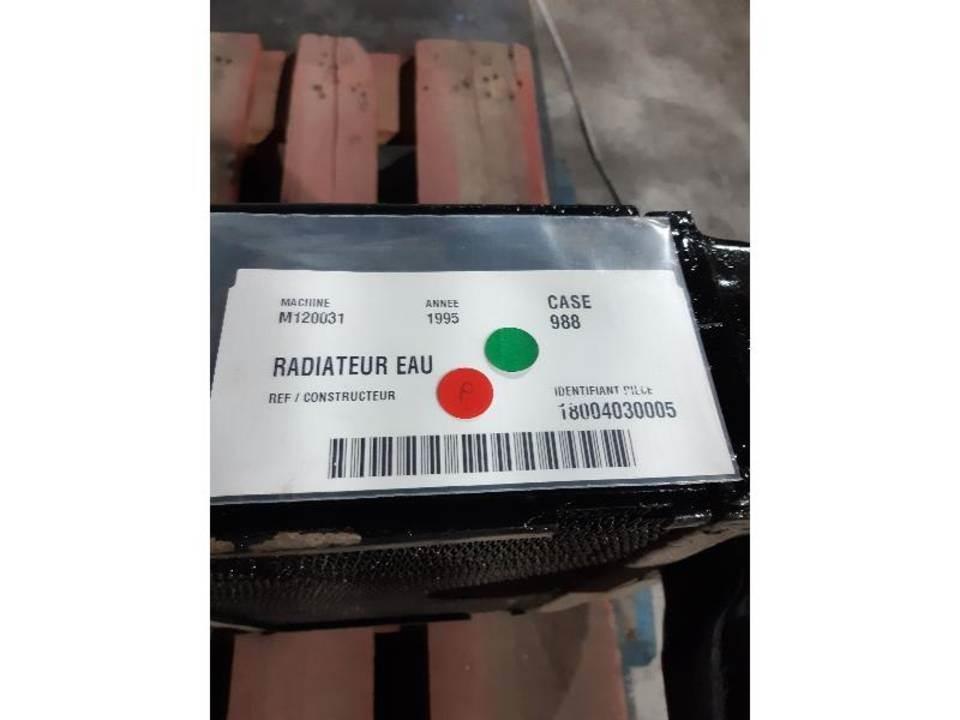 MACHINE ANNEE CASE
M120031 1995 988
RADIATEUR EAU
REF / CONSTRUCTEUR IDENTIFIANT PIECE
18004030005
P